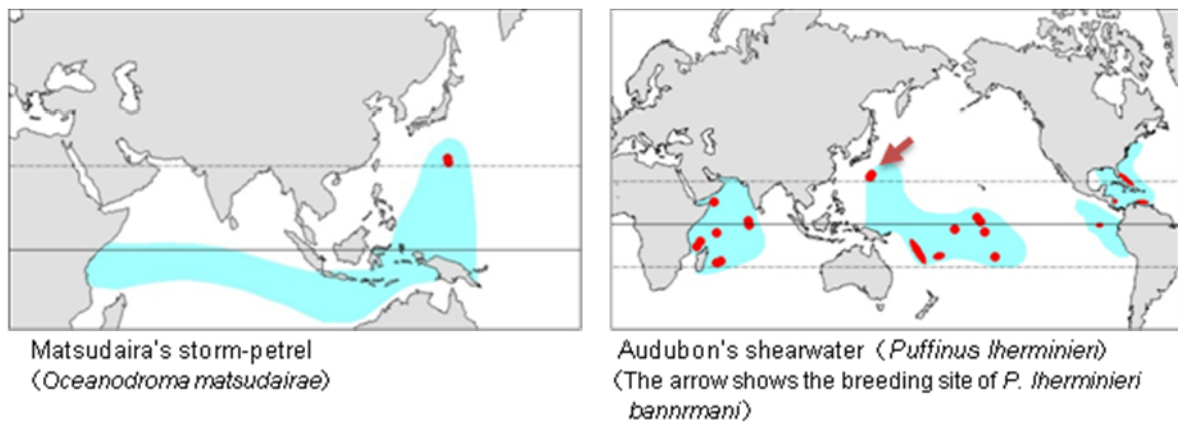 Matsudaira's storm-petrel
(Oceanodroma matsudairae)
Audubon's shearwater (Puffinus lherminieri)
(The arrow shows the breeding site of P. lherminieri
bannrmani)